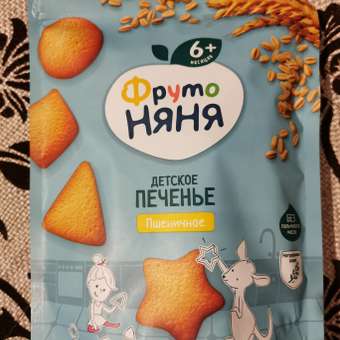 6+
месяцев
Фруто
НЯНЯ
ДЕТСКОЕ
ПЕЧЕНЬЕ
Пшеничное